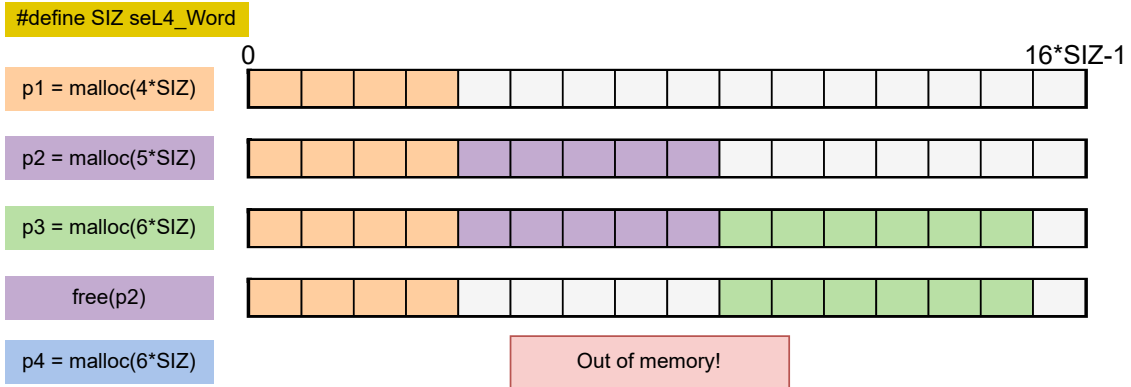 #define SIZ seL4_Word
0
16*SIZ-1
p1 = malloc(4*SIZ)
p2 = malloc(5*SIZ)
p3 = malloc(6*SIZ)
free(p2)
p4 = malloc(6*SIZ)
Out of memory!